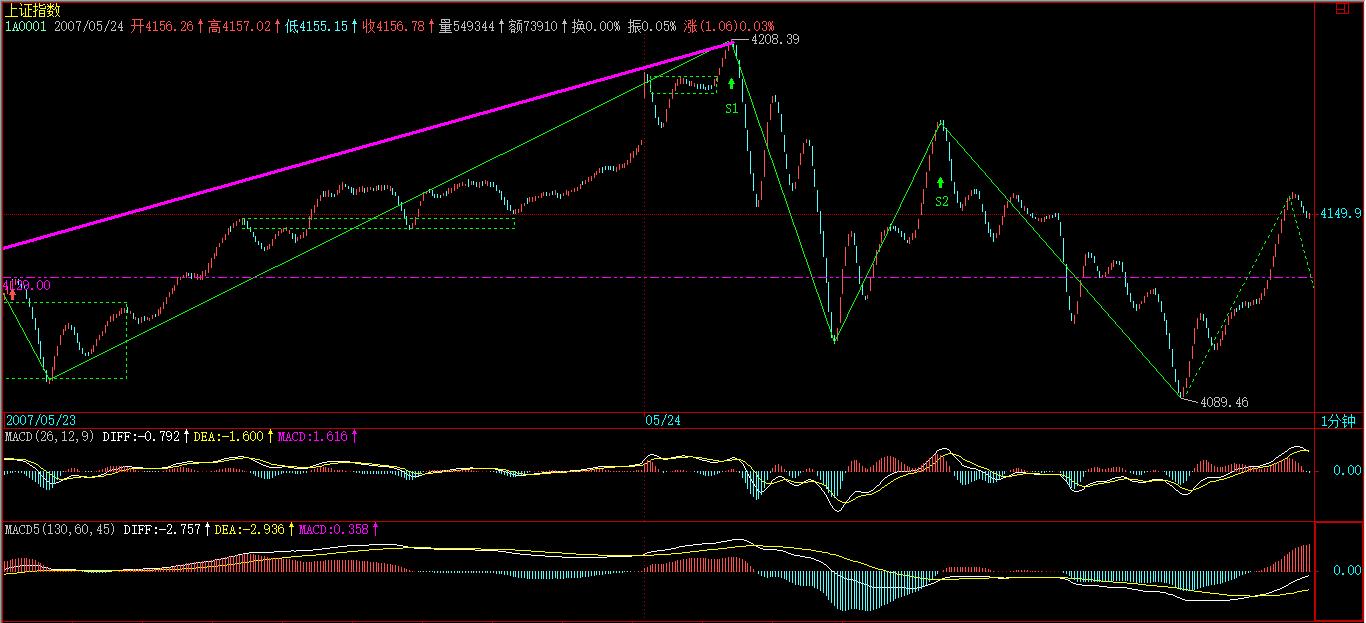 上证指数
1A0001 2007/05/24 开4156.26↑高4157.02↑低4155.15↑收4156.78↑量549344↑额73910↑换0.00% 振0.05% 涨(1.06)0.03%
4208.39
S1
S2
4149.9
4089.46
2007/05/23 05/24 1分钟
MACD(26,12,9) DIFF:-0.792↑DEA:-1.600↑MACD:1.616↑
0.00
MACD5(130,60,45) DIFF:-2.757↑DEA:-2.936↑MACD:0.358↑
0.00